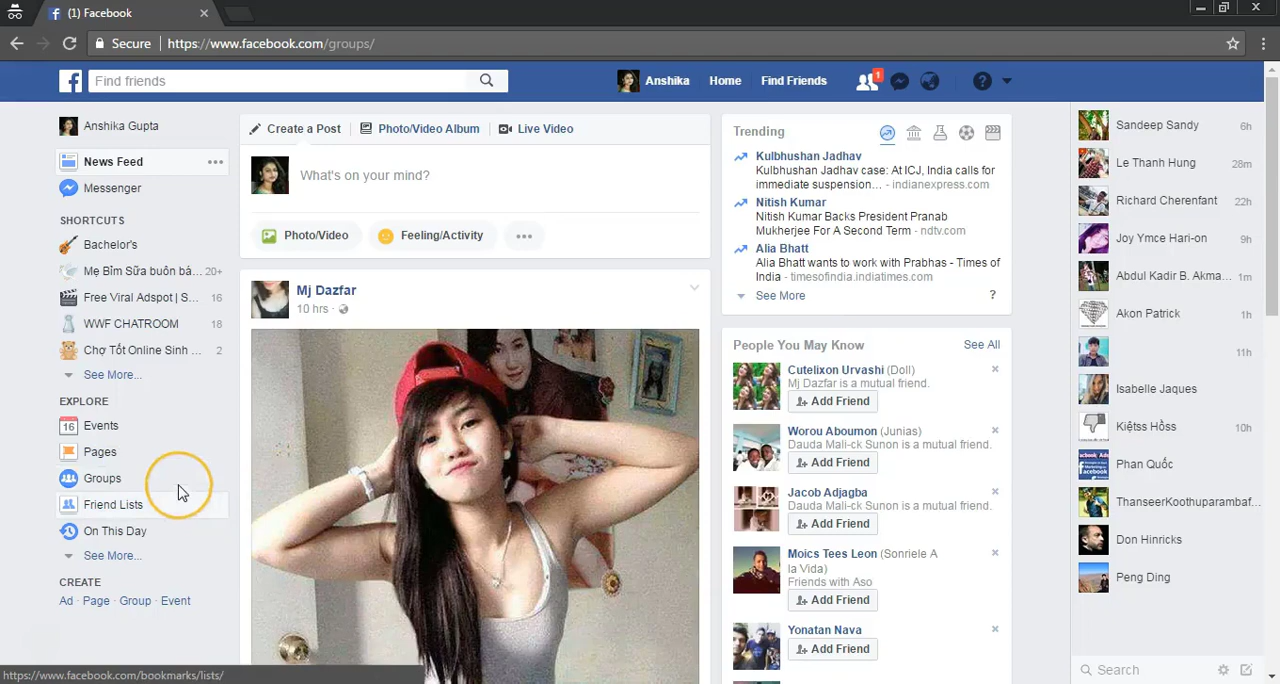 (1) Facebook
Secure
https://www.facebook.com/groups/
Find friends
Anshika
Home
Find Friends
1
Anshika Gupta
News Feed
Messenger
SHORTCUTS
Bachelor's
Mẹ Bỉm Sữa buôn bá... 20+
Free Viral Adspot | S... 16
WWF CHATROOM 18
Chợ Tốt Online Sinh ... 2
See More...
EXPLORE
16 Events
Pages
Groups
Friend Lists
On This Day
See More...
CREATE
Ad · Page · Group · Event
https://www.facebook.com/bookmarks/lists/
Create a Post
Photo/Video Album
Live Video
What's on your mind?
Photo/Video
Feeling/Activity
Mj Dazfar
10 hrs ·
Trending
Kulbhushan Jadhav
Kulbhushan Jadhav case: At ICJ, India calls for
immediate suspension... - indianexpress.com
Nitish Kumar
Nitish Kumar Backs President Pranab
Mukherjee For A Second Term - ndtv.com
Alia Bhatt
Alia Bhatt wants to work with Prabhas - Times of
India - timesofindia.indiatimes.com
See More
?
People You May Know
See All
Cutelixon Urvashi (Doll)
Mj Dazfar is a mutual friend.
Add Friend
Worou Aboumon (Junias)
Dauda Mali-ck Sunon is a mutual friend.
Add Friend
Jacob Adjagba
Dauda Mali-ck Sunon is a mutual friend.
Add Friend
Moics Tees Leon (Sonriele A
la Vida)
Friends with Aso
Add Friend
Yonatan Nava
Add Friend
Sandeep Sandy 6h
Le Thanh Hung 28m
Richard Cherenfant 22h
Joy Ymce Hari-on 9h
Abdul Kadir B. Akma... 1m
Akon Patrick 1h
11h
Isabelle Jaques
Kiệtss Hồss 10h
Phan Quốc
ThanseerKoothuparambaf...
Don Hinricks
Peng Ding
Search